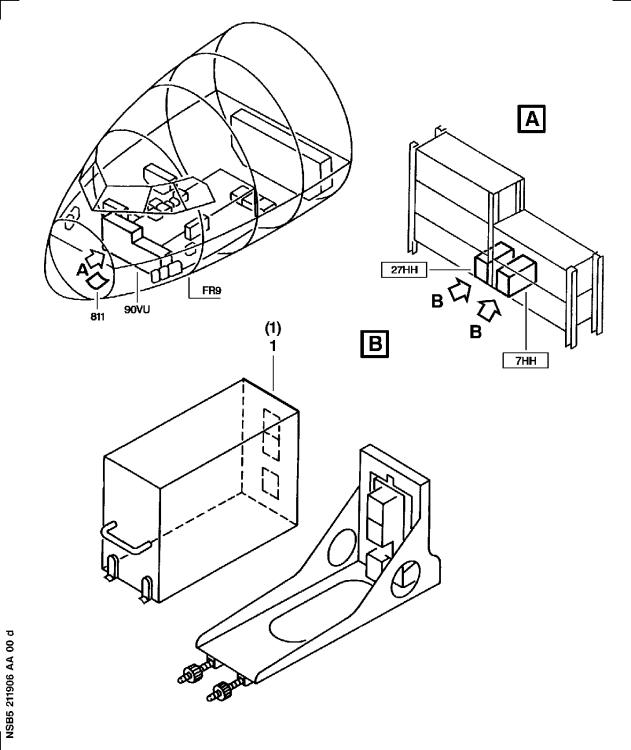 A
A
811
90VU
FR9
27HH
B
B
7HH
(1)
1
B
NSB5 211906 AA 00 d